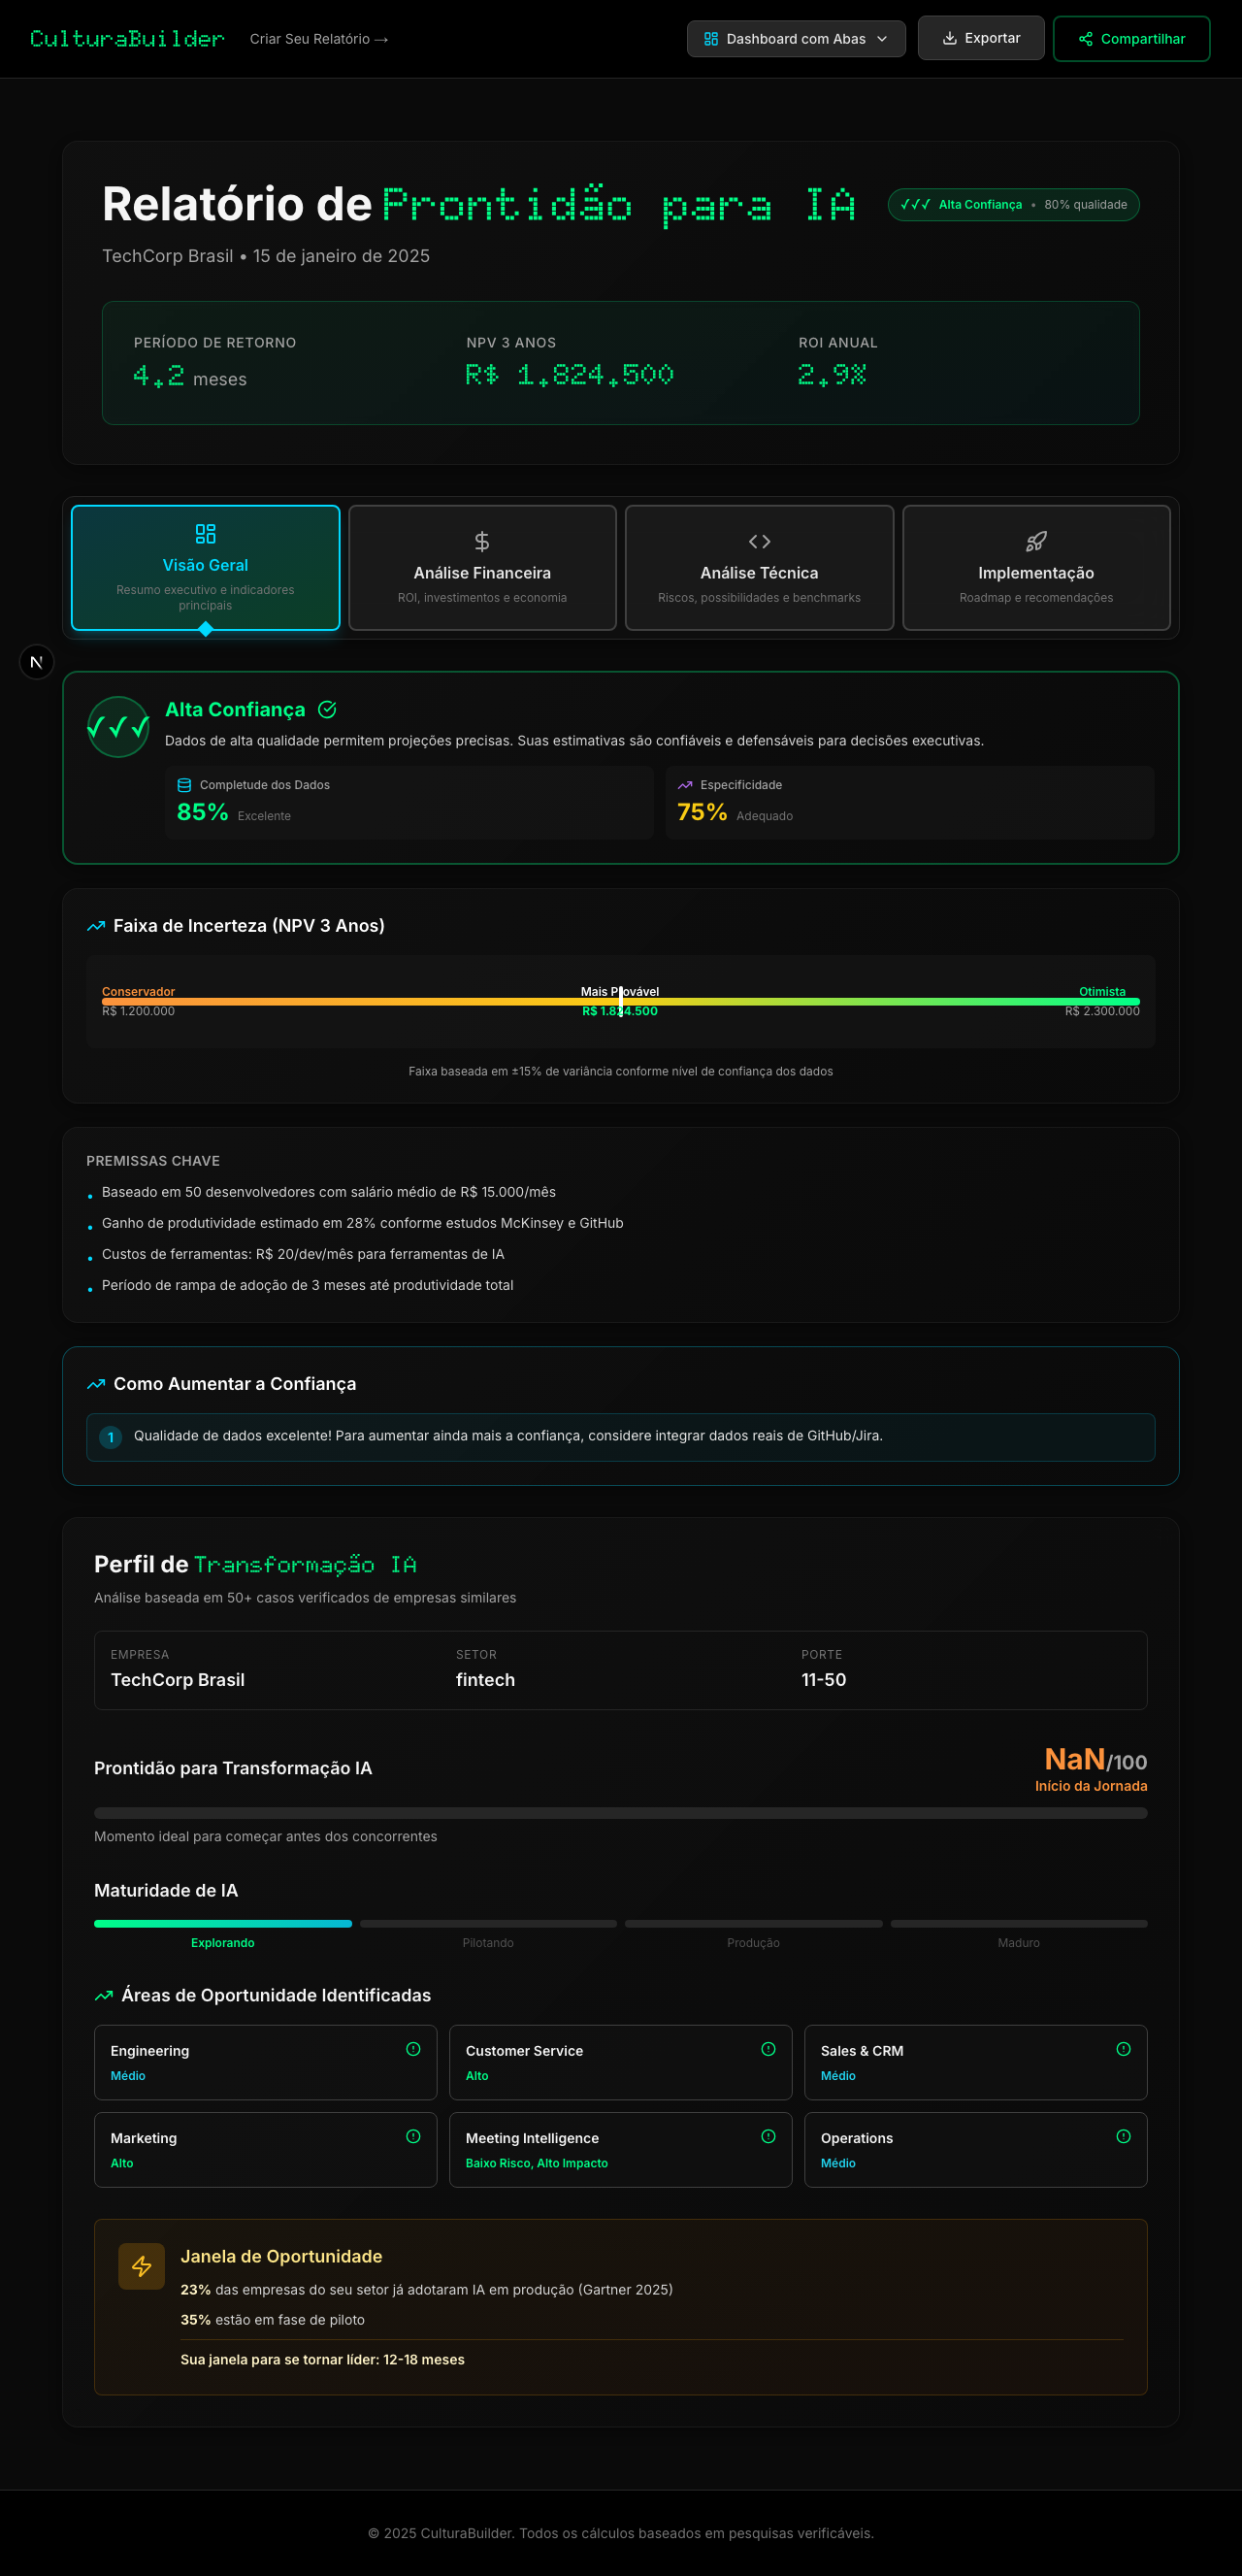 CulturaBuilder
Criar Seu Relatório →
Dashboard com Abas
Exportar
Compartilhar
Relatório de Prontidão para IA
✓✓✓ Alta Confiança • 80% qualidade
TechCorp Brasil • 15 de janeiro de 2025
PERÍODO DE RETORNO
4.2 meses
NPV 3 ANOS
R$ 1.824.500
ROI ANUAL
2.9%
Visão Geral
Resumo executivo e indicadores
principais
Análise Financeira
ROI, investimentos e economia
Análise Técnica
Riscos, possibilidades e benchmarks
Implementação
Roadmap e recomendações
N
✓✓✓
Alta Confiança
Dados de alta qualidade permitem projeções precisas. Suas estimativas são confiáveis e defensáveis para decisões executivas.
Completude dos Dados
85% Excelente
Especificidade
75% Adequado
Faixa de Incerteza (NPV 3 Anos)
Conservador
R$ 1.200.000
Mais Provável
R$ 1.824.500
Otimista
R$ 2.300.000
Faixa baseada em ±15% de variância conforme nível de confiança dos dados
PREMISSAS CHAVE
• Baseado em 50 desenvolvedores com salário médio de R$ 15.000/mês
• Ganho de produtividade estimado em 28% conforme estudos McKinsey e GitHub
• Custos de ferramentas: R$ 20/dev/mês para ferramentas de IA
• Período de rampa de adoção de 3 meses até produtividade total
Como Aumentar a Confiança
1 Qualidade de dados excelente! Para aumentar ainda mais a confiança, considere integrar dados reais de GitHub/Jira.
Perfil de Transformação IA
Análise baseada em 50+ casos verificados de empresas similares
EMPRESA
TechCorp Brasil
SETOR
fintech
PORTE
11-50
Prontidão para Transformação IA
NaN/100
Início da Jornada
Momento ideal para começar antes dos concorrentes
Maturidade de IA
Explorando
Pilotando
Produção
Maduro
Áreas de Oportunidade Identificadas
Engineering
Médio
Customer Service
Alto
Sales & CRM
Médio
Marketing
Alto
Meeting Intelligence
Baixo Risco, Alto Impacto
Operations
Médio
Janela de Oportunidade
23% das empresas do seu setor já adotaram IA em produção (Gartner 2025)
35% estão em fase de piloto
Sua janela para se tornar líder: 12-18 meses
© 2025 CulturaBuilder. Todos os cálculos baseados em pesquisas verificáveis.